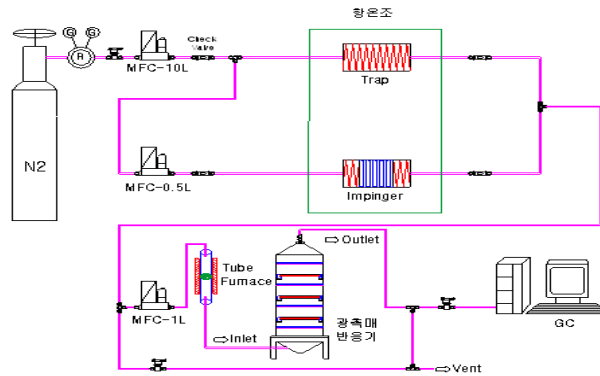 항온조
G G
R
Check
Valve
MFC-10L
Trap
N2
MFC-0.5L
Impinger
⇨Outlet
Tube
Furnace
MFC-1L
광촉매
반응기
GC
⇨Inlet
⇨Vent